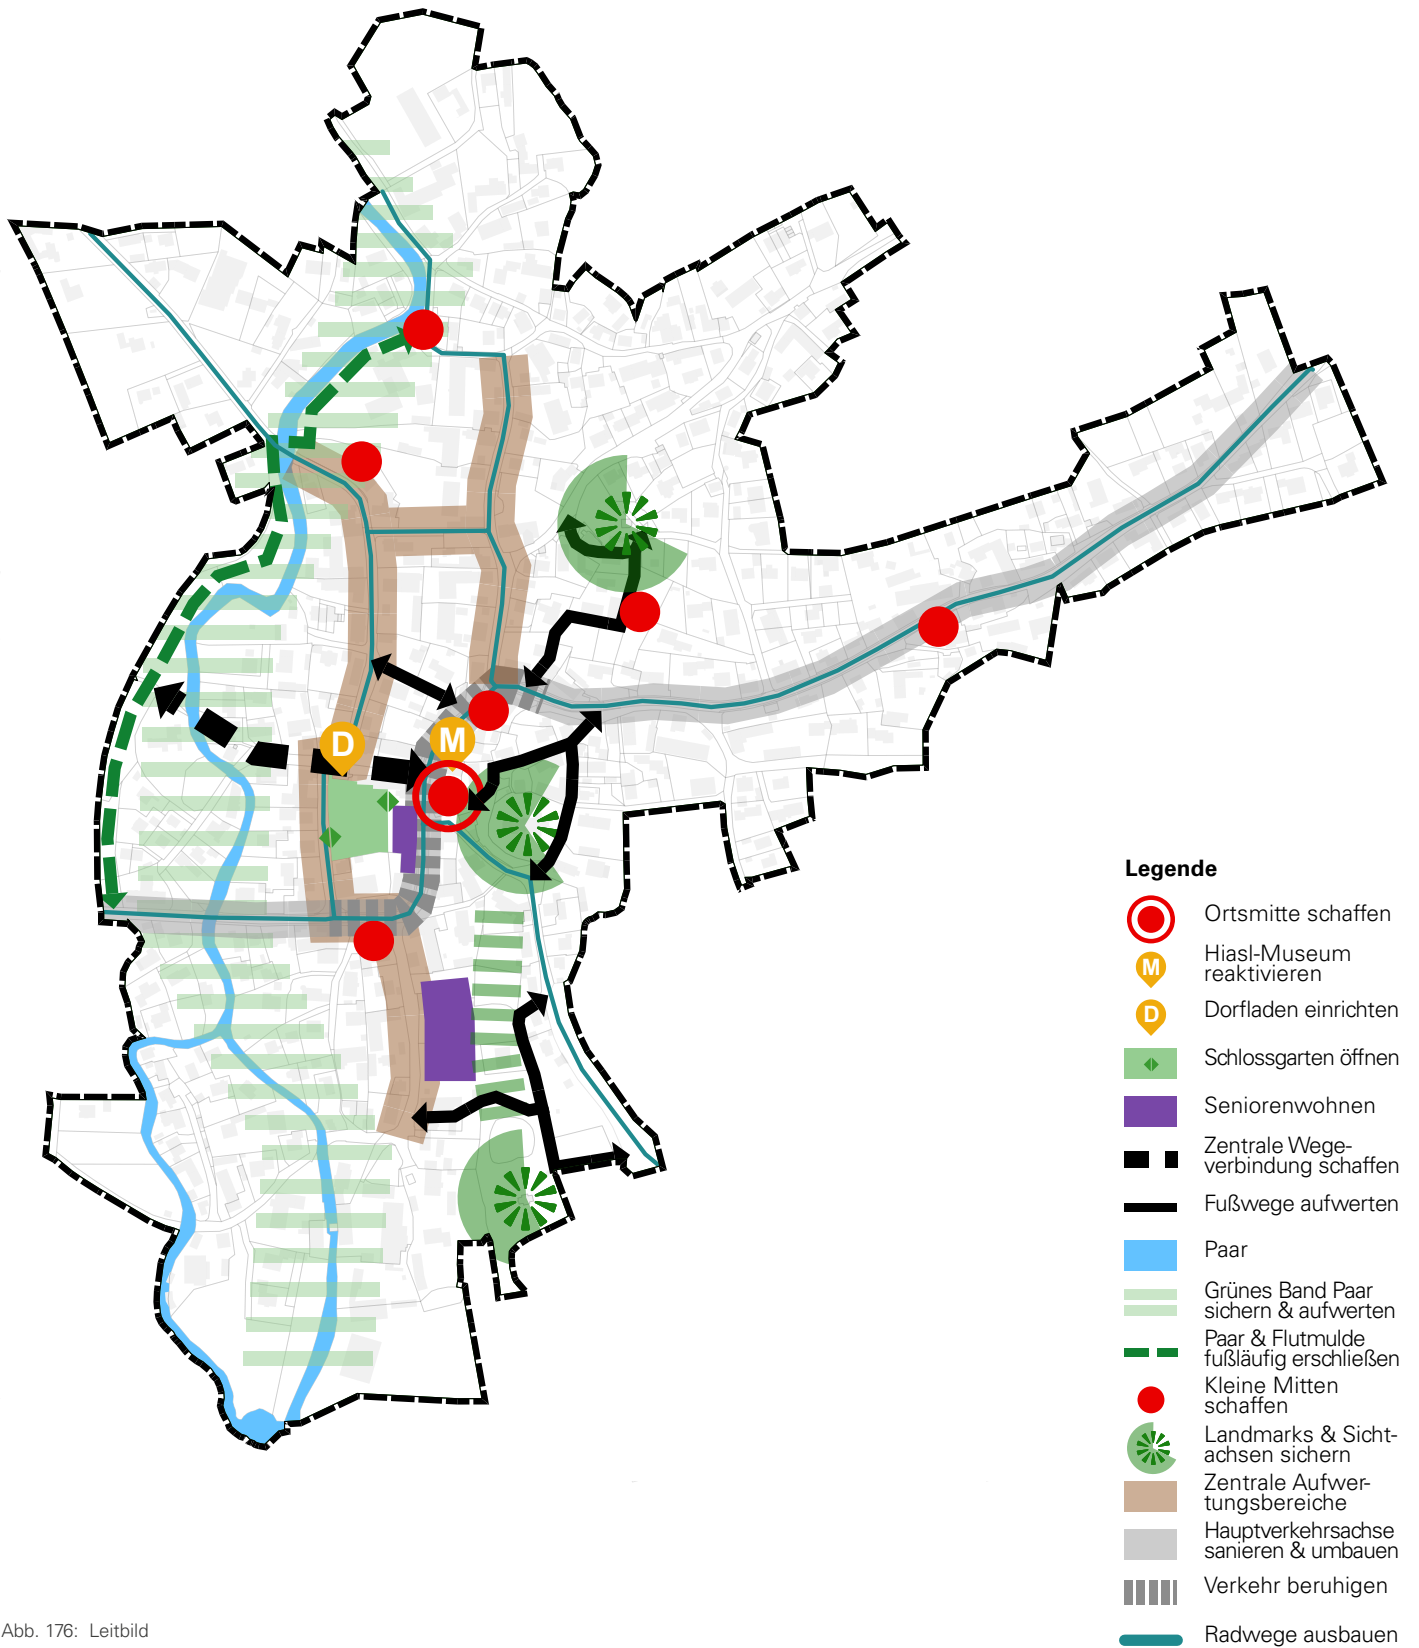 D
M
Legende
Ortsmitte schaffen
M
Hiasl-Museum
reaktivieren
D
Dorfladen einrichten
Schlossgarten öffnen
Seniorenwohnen
Zentrale Wege-
verbindung schaffen
Fußwege aufwerten
Paar
Grünes Band Paar
sichern & aufwerten
Paar & Flutmulde
fußläufig erschließen
Kleine Mitten
schaffen
Landmarks & Sicht-
achsen sichern
Zentrale Aufwer-
tungsbereiche
Hauptverkehrsachse
sanieren & umbauen
Verkehr beruhigen
Radwege ausbauen
Abb. 176: Leitbild